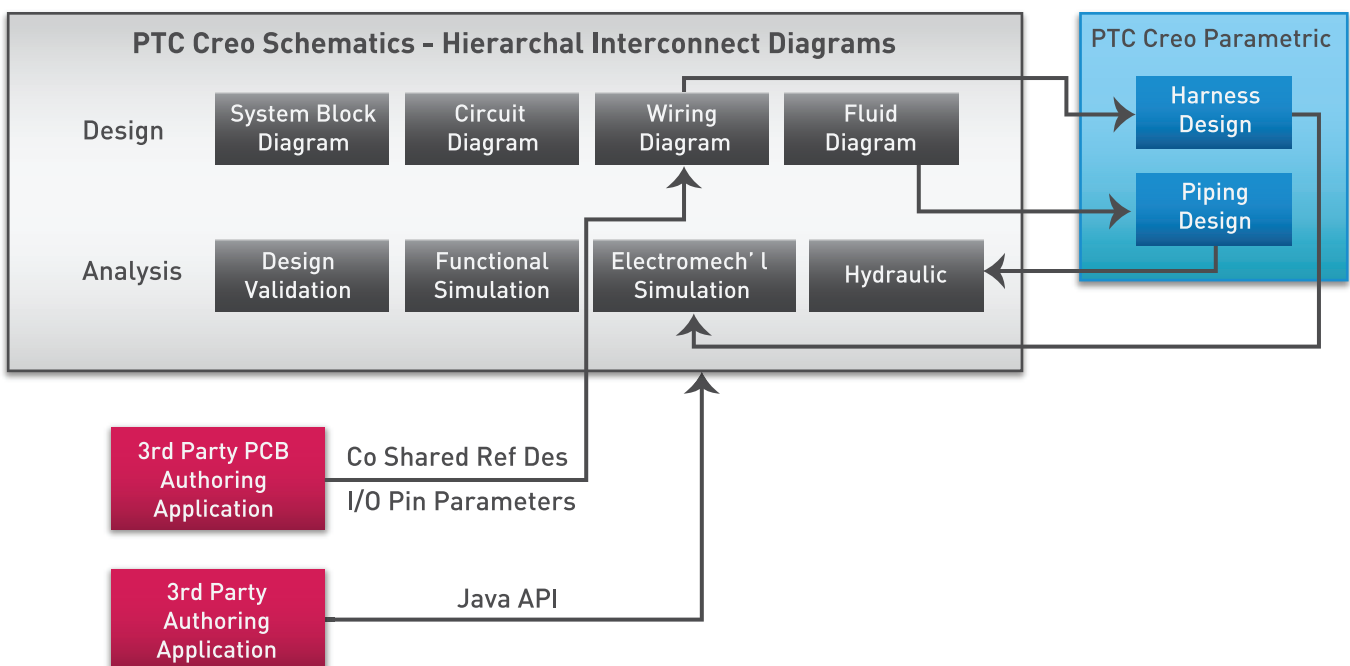 PTC Creo Schematics - Hierarchal Interconnect Diagrams
PTC Creo Parametric
Design
System Block
Diagram
Circuit
Diagram
Wiring
Diagram
Fluid
Diagram
Harness
Design
Piping
Design
Analysis
Design
Validation
Functional
Simulation
Electromech' l
Simulation
Hydraulic
3rd Party PCB
Authoring
Application
Co Shared Ref Des
I/O Pin Parameters
3rd Party
Authoring
Application
Java API